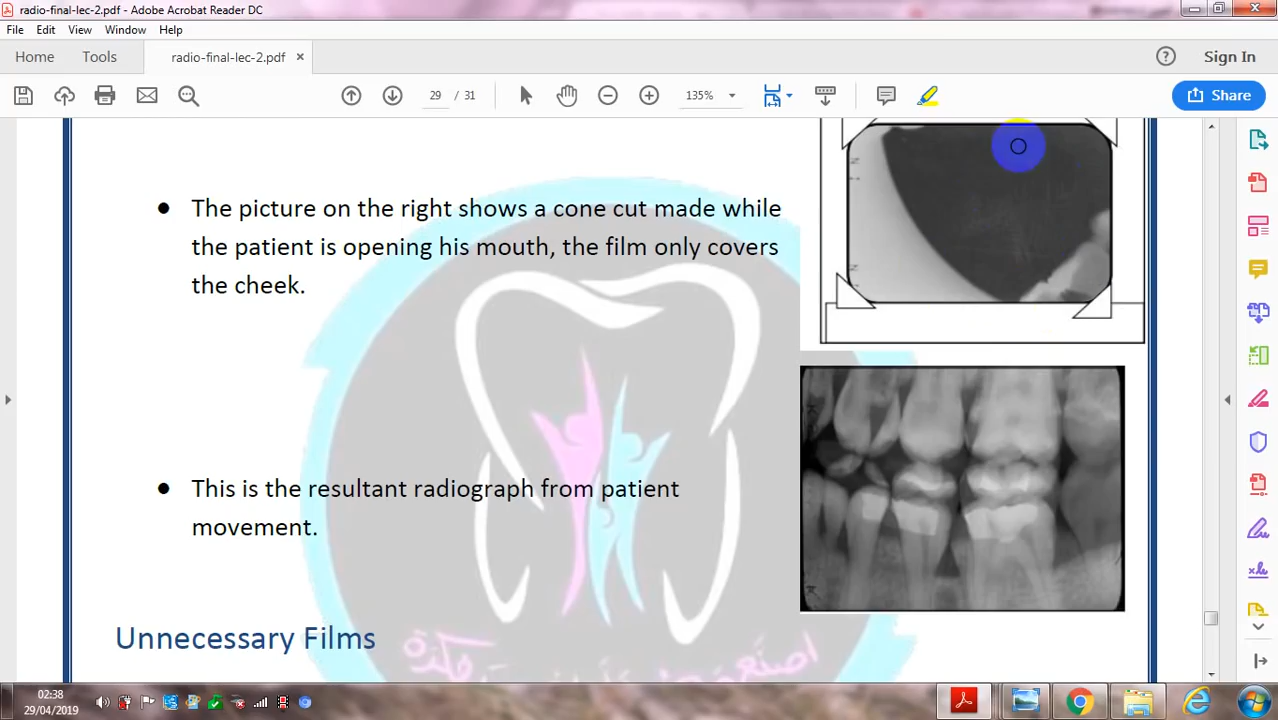 radio-final-lec-2.pdf - Adobe Acrobat Reader DC
File Edit View Window Help
Home Tools radio-final-lec-2.pdf × Sign In
29 / 31 135% Share
The picture on the right shows a cone cut made while
the patient is opening his mouth, the film only covers
the cheek.
This is the resultant radiograph from patient
movement.
Unnecessary Films
02:38
29/04/2019